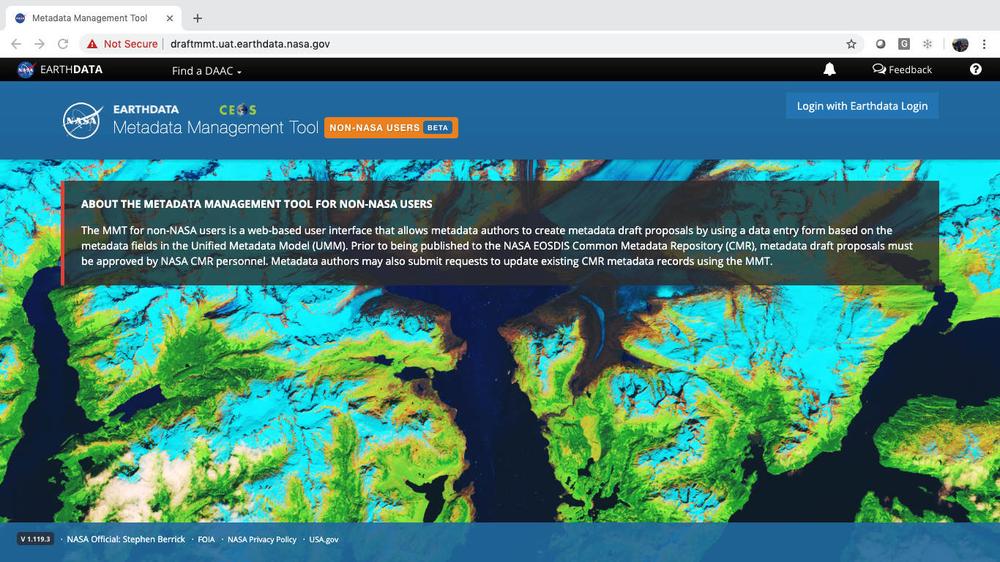 Metadata Management Tool
Not Secure draftmmt.uat.earthdata.nasa.gov
G
NASA EARTHDATA Find a DAAC Feedback ?
NASA EARTHDATA CEOS
Metadata Management Tool NON-NASA USERS BETA
Login with Earthdata Login
ABOUT THE METADATA MANAGEMENT TOOL FOR NON-NASA USERS
The MMT for non-NASA users is a web-based user interface that allows metadata authors to create metadata draft proposals by using a data entry form based on the
metadata fields in the Unified Metadata Model (UMM). Prior to being published to the NASA EOSDIS Common Metadata Repository (CMR), metadata draft proposals must
be approved by NASA CMR personnel. Metadata authors may also submit requests to update existing CMR metadata records using the MMT.
V 1.119.3 · NASA Official: Stephen Berrick · FOIA · NASA Privacy Policy · USA.gov